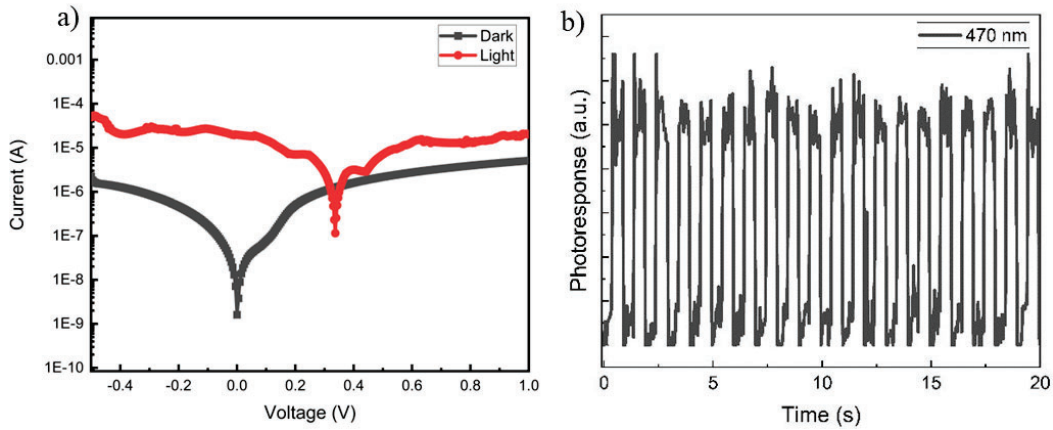 a)
Dark
Light
0.001
1E-4
1E-5
1E-6
1E-7
1E-8
1E-9
1E-10
Current (A)
-0.4 -0.2 0.0 0.2 0.4 0.6 0.8 1.0
Voltage (V)
b)
470 nm
Photoresponse (a.u.)
0 5 10 15 20
Time (s)